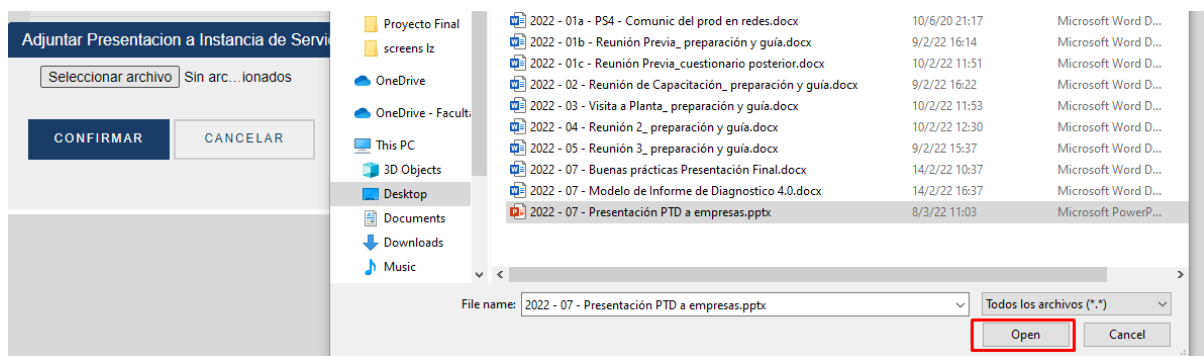 Adjuntar Presentacion a Instancia de Servi
Seleccionar archivo Sin arc...ionados
CONFIRMAR CANCELAR
Proyecto Final
screens lz
OneDrive
OneDrive - Facult
This PC
3D Objects
Desktop
Documents
Downloads
Music
2022 - 01a - PS4 - Comunic del prod en redes.docx 10/6/20 21:17 Microsoft Word D...
2022 - 01b - Reunión Previa_ preparación y guía.docx 9/2/22 16:14 Microsoft Word D...
2022 - 01c - Reunión Previa_cuestionario posterior.docx 10/2/22 11:51 Microsoft Word D...
2022 - 02 - Reunión de Capacitación_ preparación y guía.docx 9/2/22 16:22 Microsoft Word D...
2022 - 03 - Visita a Planta_ preparación y guía.docx 10/2/22 11:53 Microsoft Word D...
2022 - 04 - Reunión 2_ preparación y guía.docx 10/2/22 12:30 Microsoft Word D...
2022 - 05 - Reunión 3_ preparación y guía.docx 9/2/22 15:37 Microsoft Word D...
2022 - 07 - Buenas prácticas Presentación Final.docx 14/2/22 10:37 Microsoft Word D...
2022 - 07 - Modelo de Informe de Diagnostico 4.0.docx 14/2/22 16:37 Microsoft Word D...
2022 - 07 - Presentación PTD a empresas.pptx 8/3/22 11:03 Microsoft PowerP...
File name: 2022 - 07 - Presentación PTD a empresas.pptx Todos los archivos (*.*)
Open Cancel